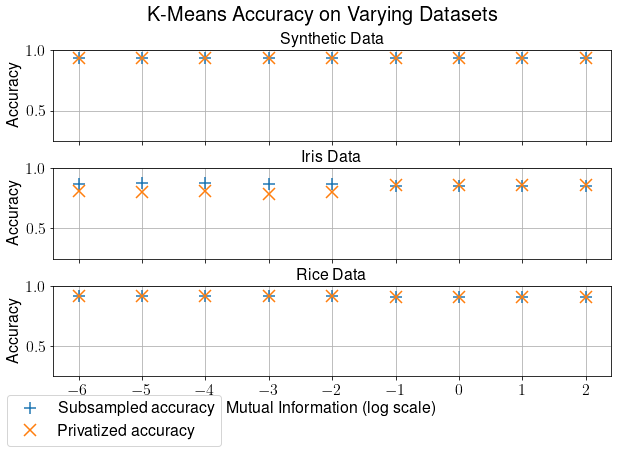 K-Means Accuracy on Varying Datasets
Synthetic Data
Accuracy
1.0
0.5
Iris Data
Accuracy
1.0
0.5
Rice Data
Accuracy
1.0
0.5
−6 −5 −4 −3 −2 −1 0 1 2
Mutual Information (log scale)
Subsampled accuracy
Privatized accuracy